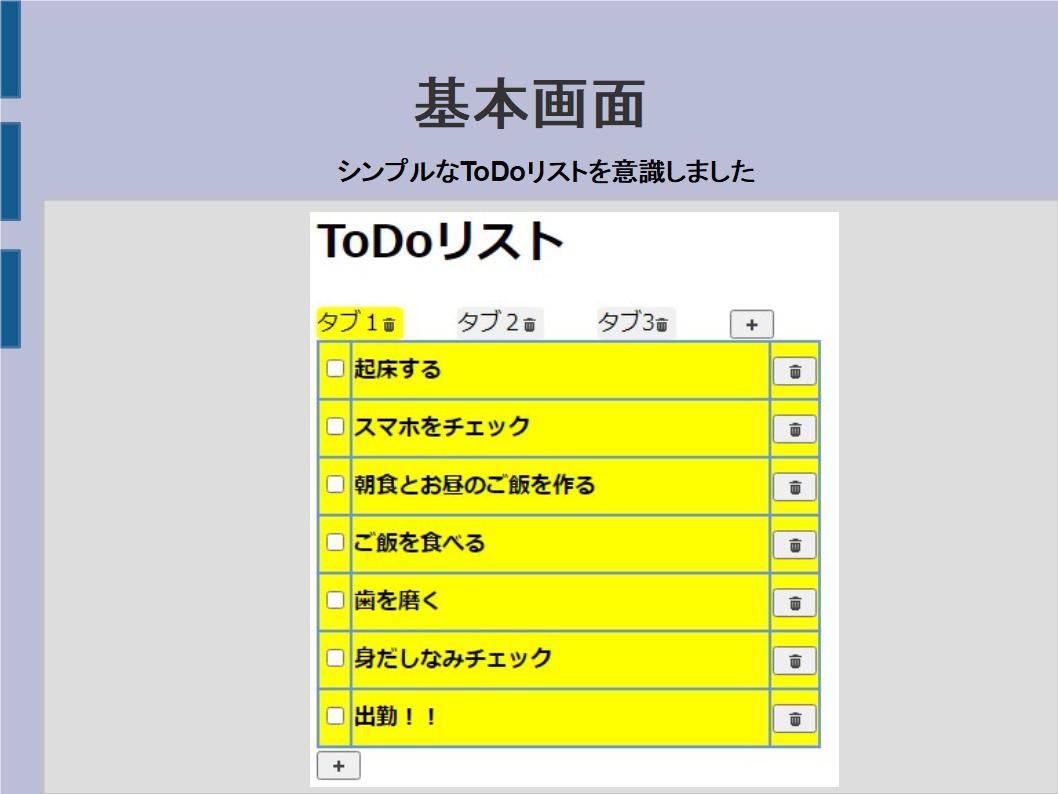 基本画面
シンプルなToDoリストを意識しました
ToDoリスト
タブ１ タブ２ タブ3 +
起床する
スマホをチェック
朝食とお昼のご飯を作る
ご飯を食べる
歯を磨く
身だしなみチェック
出勤！！
+